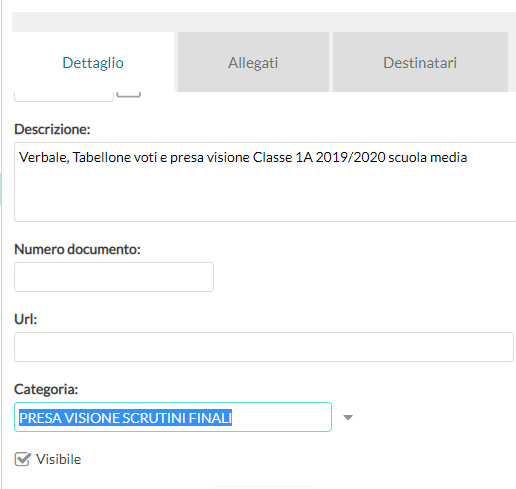 Dettaglio Allegati Destinatari
Descrizione:
Verbale, Tabellone voti e presa visione Classe 1A 2019/2020 scuola media
Numero documento:
Url:
Categoria:
PRESA VISIONE SCRUTINI FINALI
Visibile